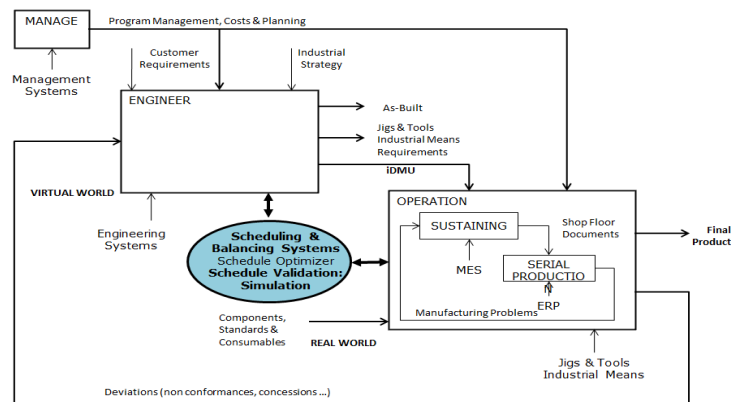 MANAGE
Program Management, Costs & Planning
Customer
Requirements
Industrial
Strategy
Management
Systems
ENGINEER
As-Built
Jigs & Tools
Industrial Means
Requirements
iDMU
VIRTUAL WORLD
OPERATION
Engineering
Systems
SUSTAINING
Shop Floor
Documents
Final
Product
Scheduling &
Balancing Systems
Schedule Optimizer
Schedule Validation:
Simulation
MES
SERIAL
PRODUCTIO
N
ERP
Manufacturing Problems
Components,
Standards &
Consumables
REAL WORLD
Jigs & Tools
Industrial Means
Deviations (non conformances, concessions ...)